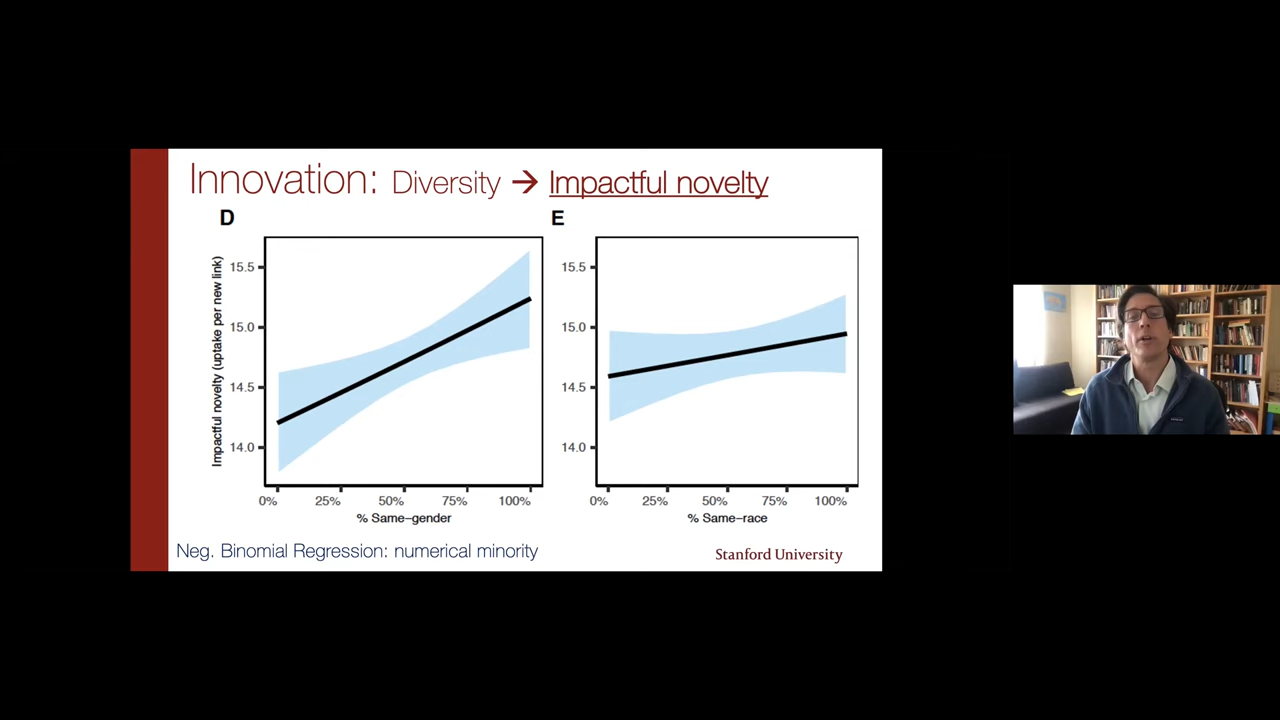 Innovation: Diversity → Impactful novelty
D
E
Impactful novelty (uptake per new link)
15.5
15.0
14.5
14.0
0% 25% 50% 75% 100%
% Same-gender
15.5
15.0
14.5
14.0
0% 25% 50% 75% 100%
% Same-race
Neg. Binomial Regression: numerical minority
Stanford University